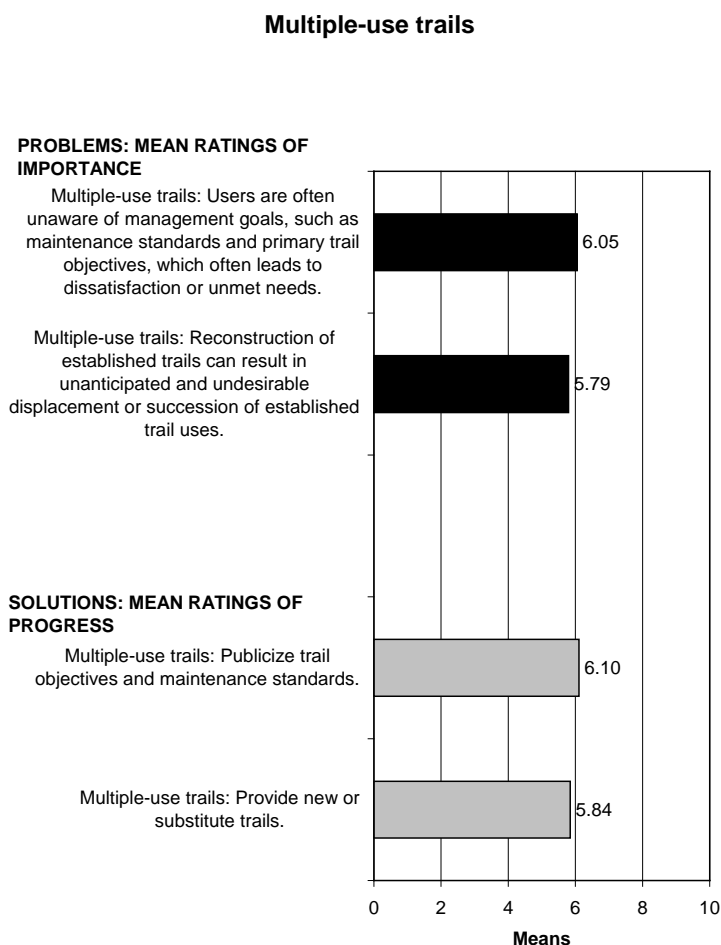 Multiple-use trails
PROBLEMS: MEAN RATINGS OF
IMPORTANCE
Multiple-use trails: Users are often
unaware of management goals, such as
maintenance standards and primary trail
objectives, which often leads to
dissatisfaction or unmet needs.
6.05
Multiple-use trails: Reconstruction of
established trails can result in
unanticipated and undesirable
displacement or succession of established
trail uses.
5.79
SOLUTIONS: MEAN RATINGS OF
PROGRESS
Multiple-use trails: Publicize trail
objectives and maintenance standards.
6.10
Multiple-use trails: Provide new or
substitute trails.
5.84
0 2 4 6 8 10
Means